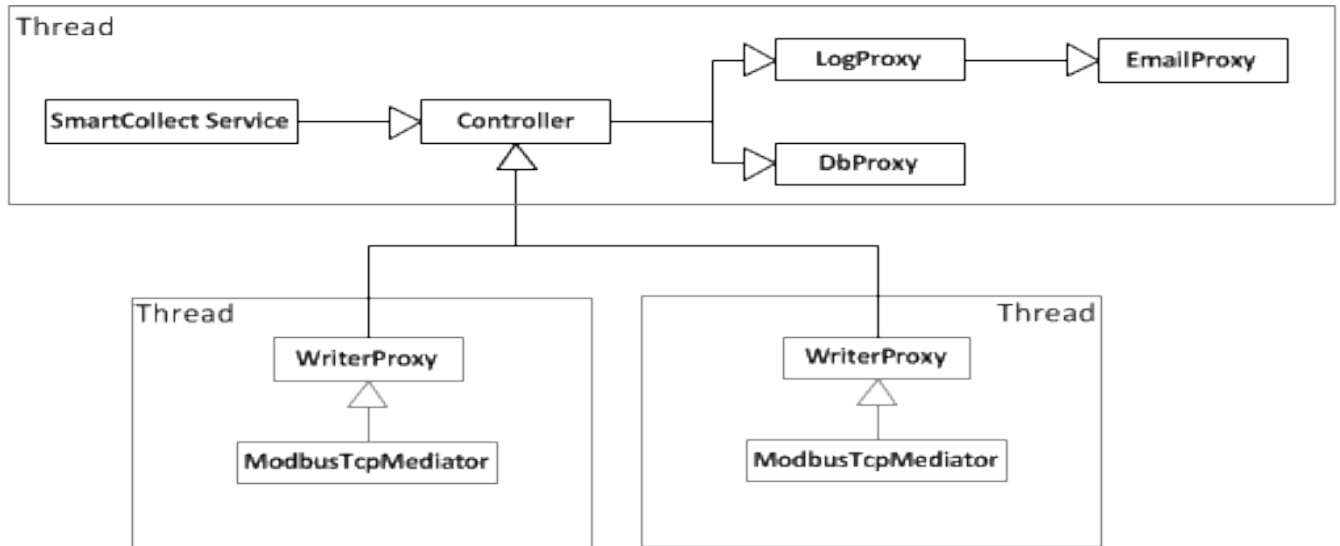 Thread
LogProxy
EmailProxy
SmartCollect Service
Controller
DbProxy
Thread
Thread
WriterProxy
WriterProxy
ModbusTcpMediator
ModbusTcpMediator